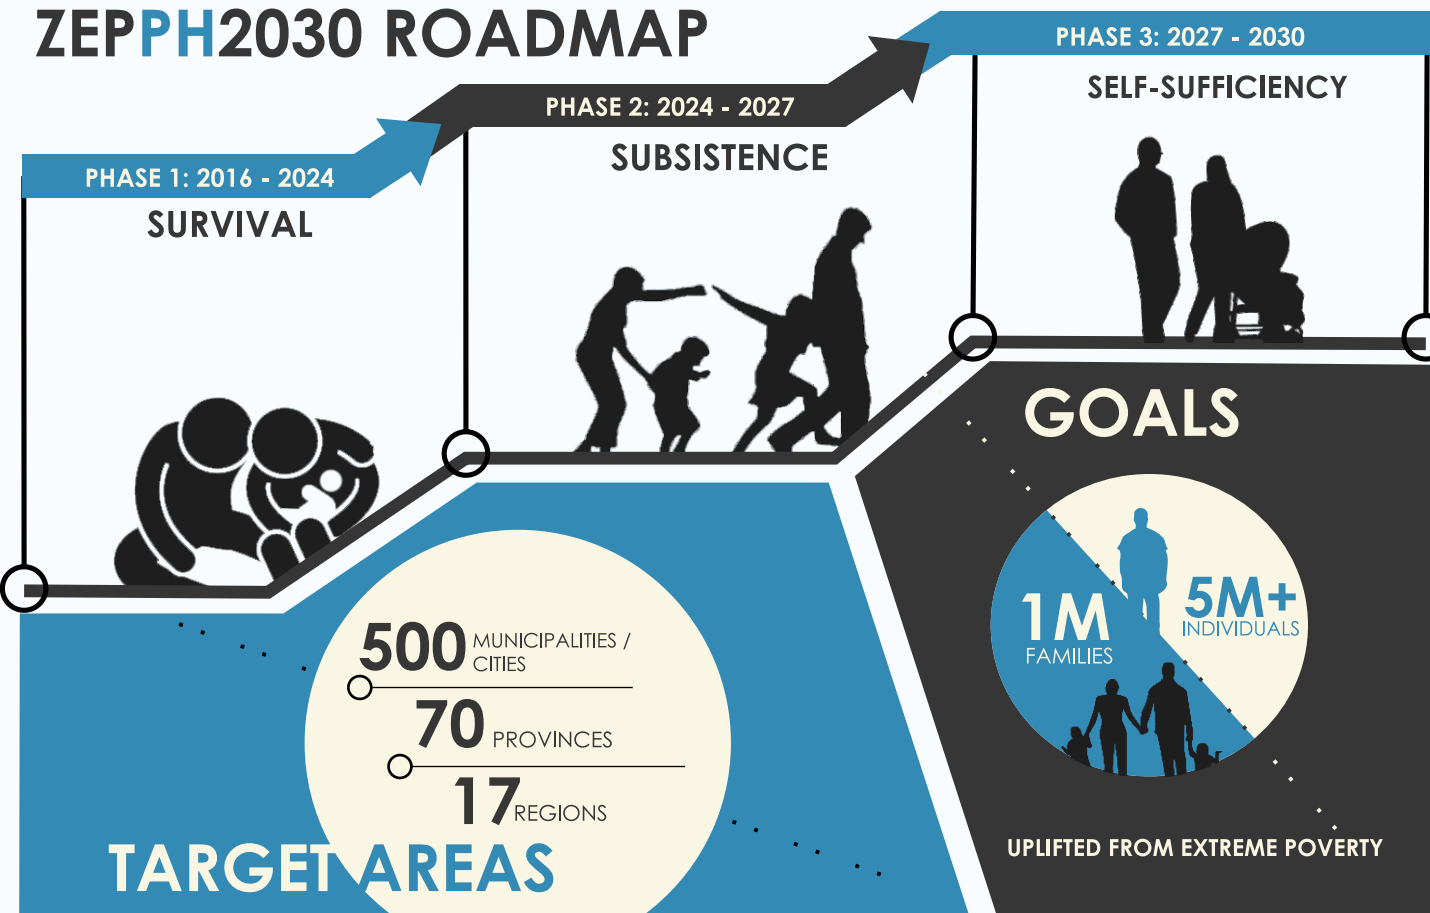 ZEPPH2030 ROADMAP
PHASE 1: 2016 - 2024
SURVIVAL
PHASE 2: 2024 - 2027
SUBSISTENCE
PHASE 3: 2027 - 2030
SELF-SUFFICIENCY
500 MUNICIPALITIES /
CITIES
70 PROVINCES
17 REGIONS
TARGET AREAS
GOALS
1M
FAMILIES
5M+
INDIVIDUALS
UPLIFTED FROM EXTREME POVERTY